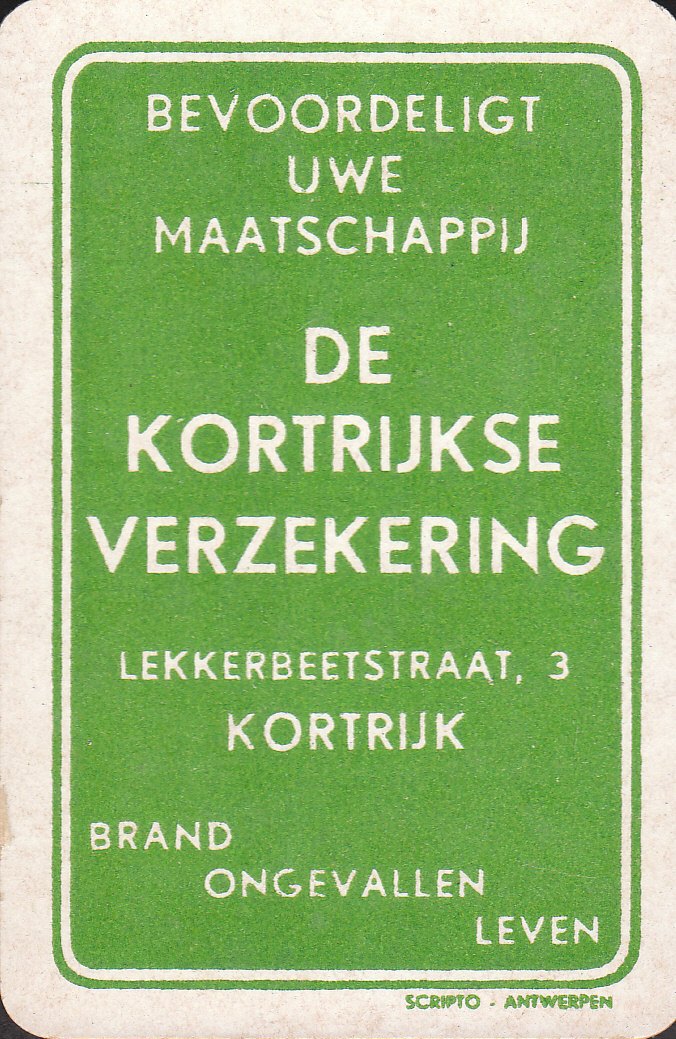 BEVOORDELIGT
UWE
MAATSCHAPPIJ
DE
KORTRIJKSE
VERZEKERING
LEKKERBEETSTRAAT, 3
KORTRIJK
BRAND
ONGEVALLEN
LEVEN
SCRIPTO - ANTWERPEN